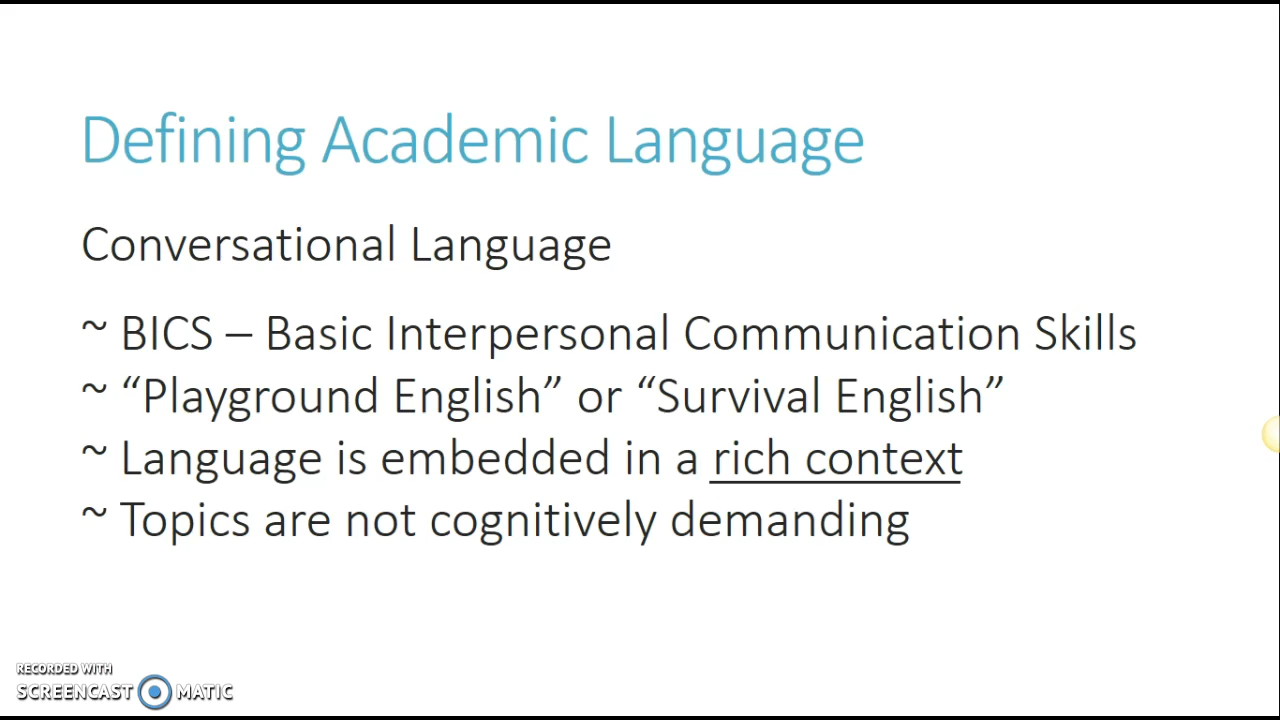 Defining Academic Language
Conversational Language
~ BICS – Basic Interpersonal Communication Skills
~ “Playground English” or “Survival English”
~ Language is embedded in a rich context
~ Topics are not cognitively demanding
RECORDED WITH
SCREENCAST MATIC